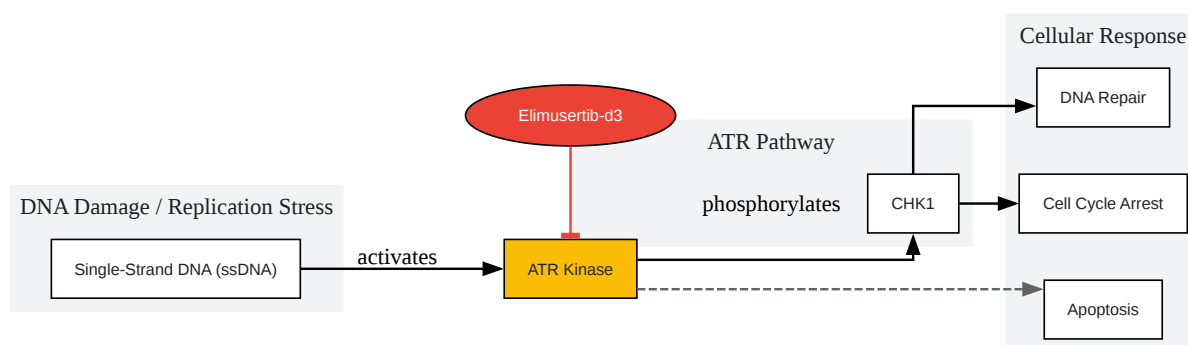 Cellular Response
DNA Repair
Elimusertib-d3
ATR Pathway
DNA Damage / Replication Stress
phosphorylates
CHK1
Cell Cycle Arrest
Single-Strand DNA (ssDNA)
activates
ATR Kinase
Apoptosis